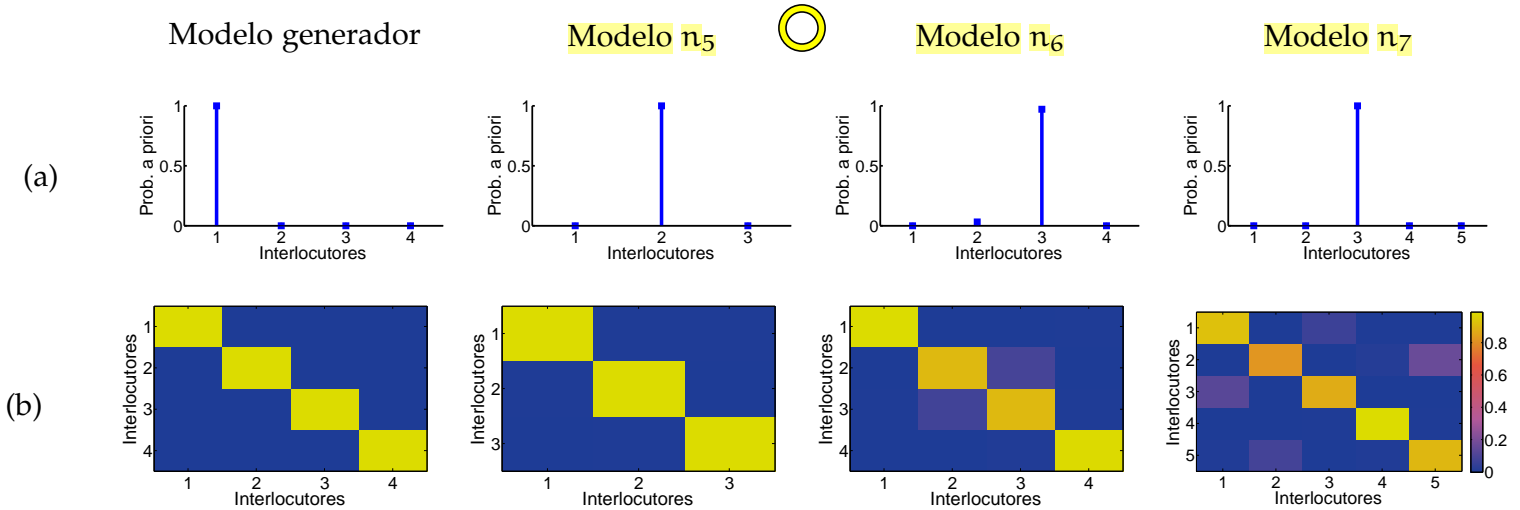 Modelo generador
Modelo n5
Modelo n6
Modelo n7
(a)
Prob. a priori
1
0.5
0
1 2 3 4
Interlocutores
Prob. a priori
1
0.5
0
1 2 3
Interlocutores
Prob. a priori
1
0.5
0
1 2 3 4
Interlocutores
Prob. a priori
1
0.5
0
1 2 3 4 5
Interlocutores
(b)
Interlocutores
1
2
3
4
1 2 3 4
Interlocutores
Interlocutores
1
2
3
1 2 3
Interlocutores
Interlocutores
1
2
3
4
1 2 3 4
Interlocutores
Interlocutores
1
2
3
4
5
1 2 3 4 5
Interlocutores
0.8
0.6
0.4
0.2
0